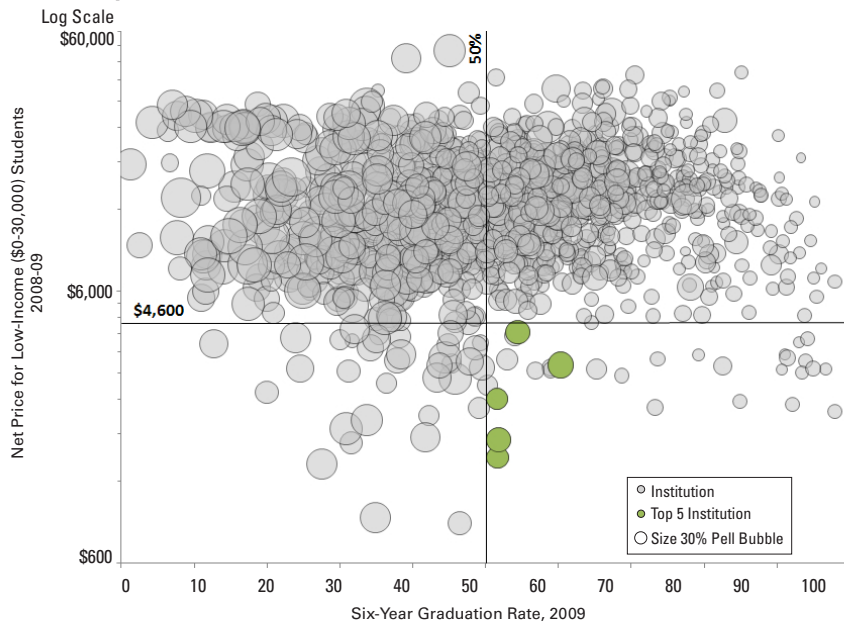 Log Scale
$60,000
50%
Net Price for Low-Income ($0-30,000) Students
2008-09
$6,000
$4,600
Institution
Top 5 Institution
Size 30% Pell Bubble
$600
0 10 20 30 40 50 60 70 80 90 100
Six-Year Graduation Rate, 2009